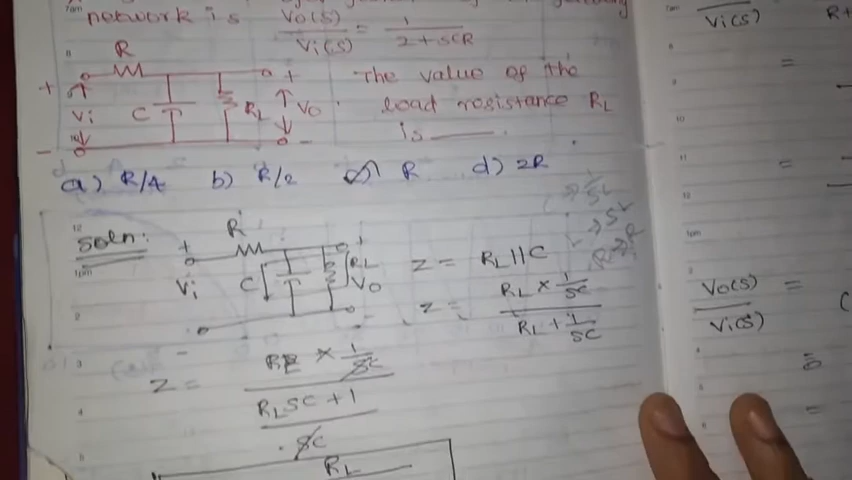 network is Vo(s)/Vi(s) = 1/(2+SCR)
R
+ + The value of the
Vi C RL Vo load resistance RL
- - is ____.
a) R/4 b) R/2 R d) 2R
Soln:
R
+ +
Vi C RL Vo
Z = RL || C
Z = (RL × 1/SC)/(RL + 1/SC)
Z = (RL × 1/SC)/((RLSC + 1)/SC)
RL
Vi(s) R+
=
=
Vo(s)/Vi(s) =
=